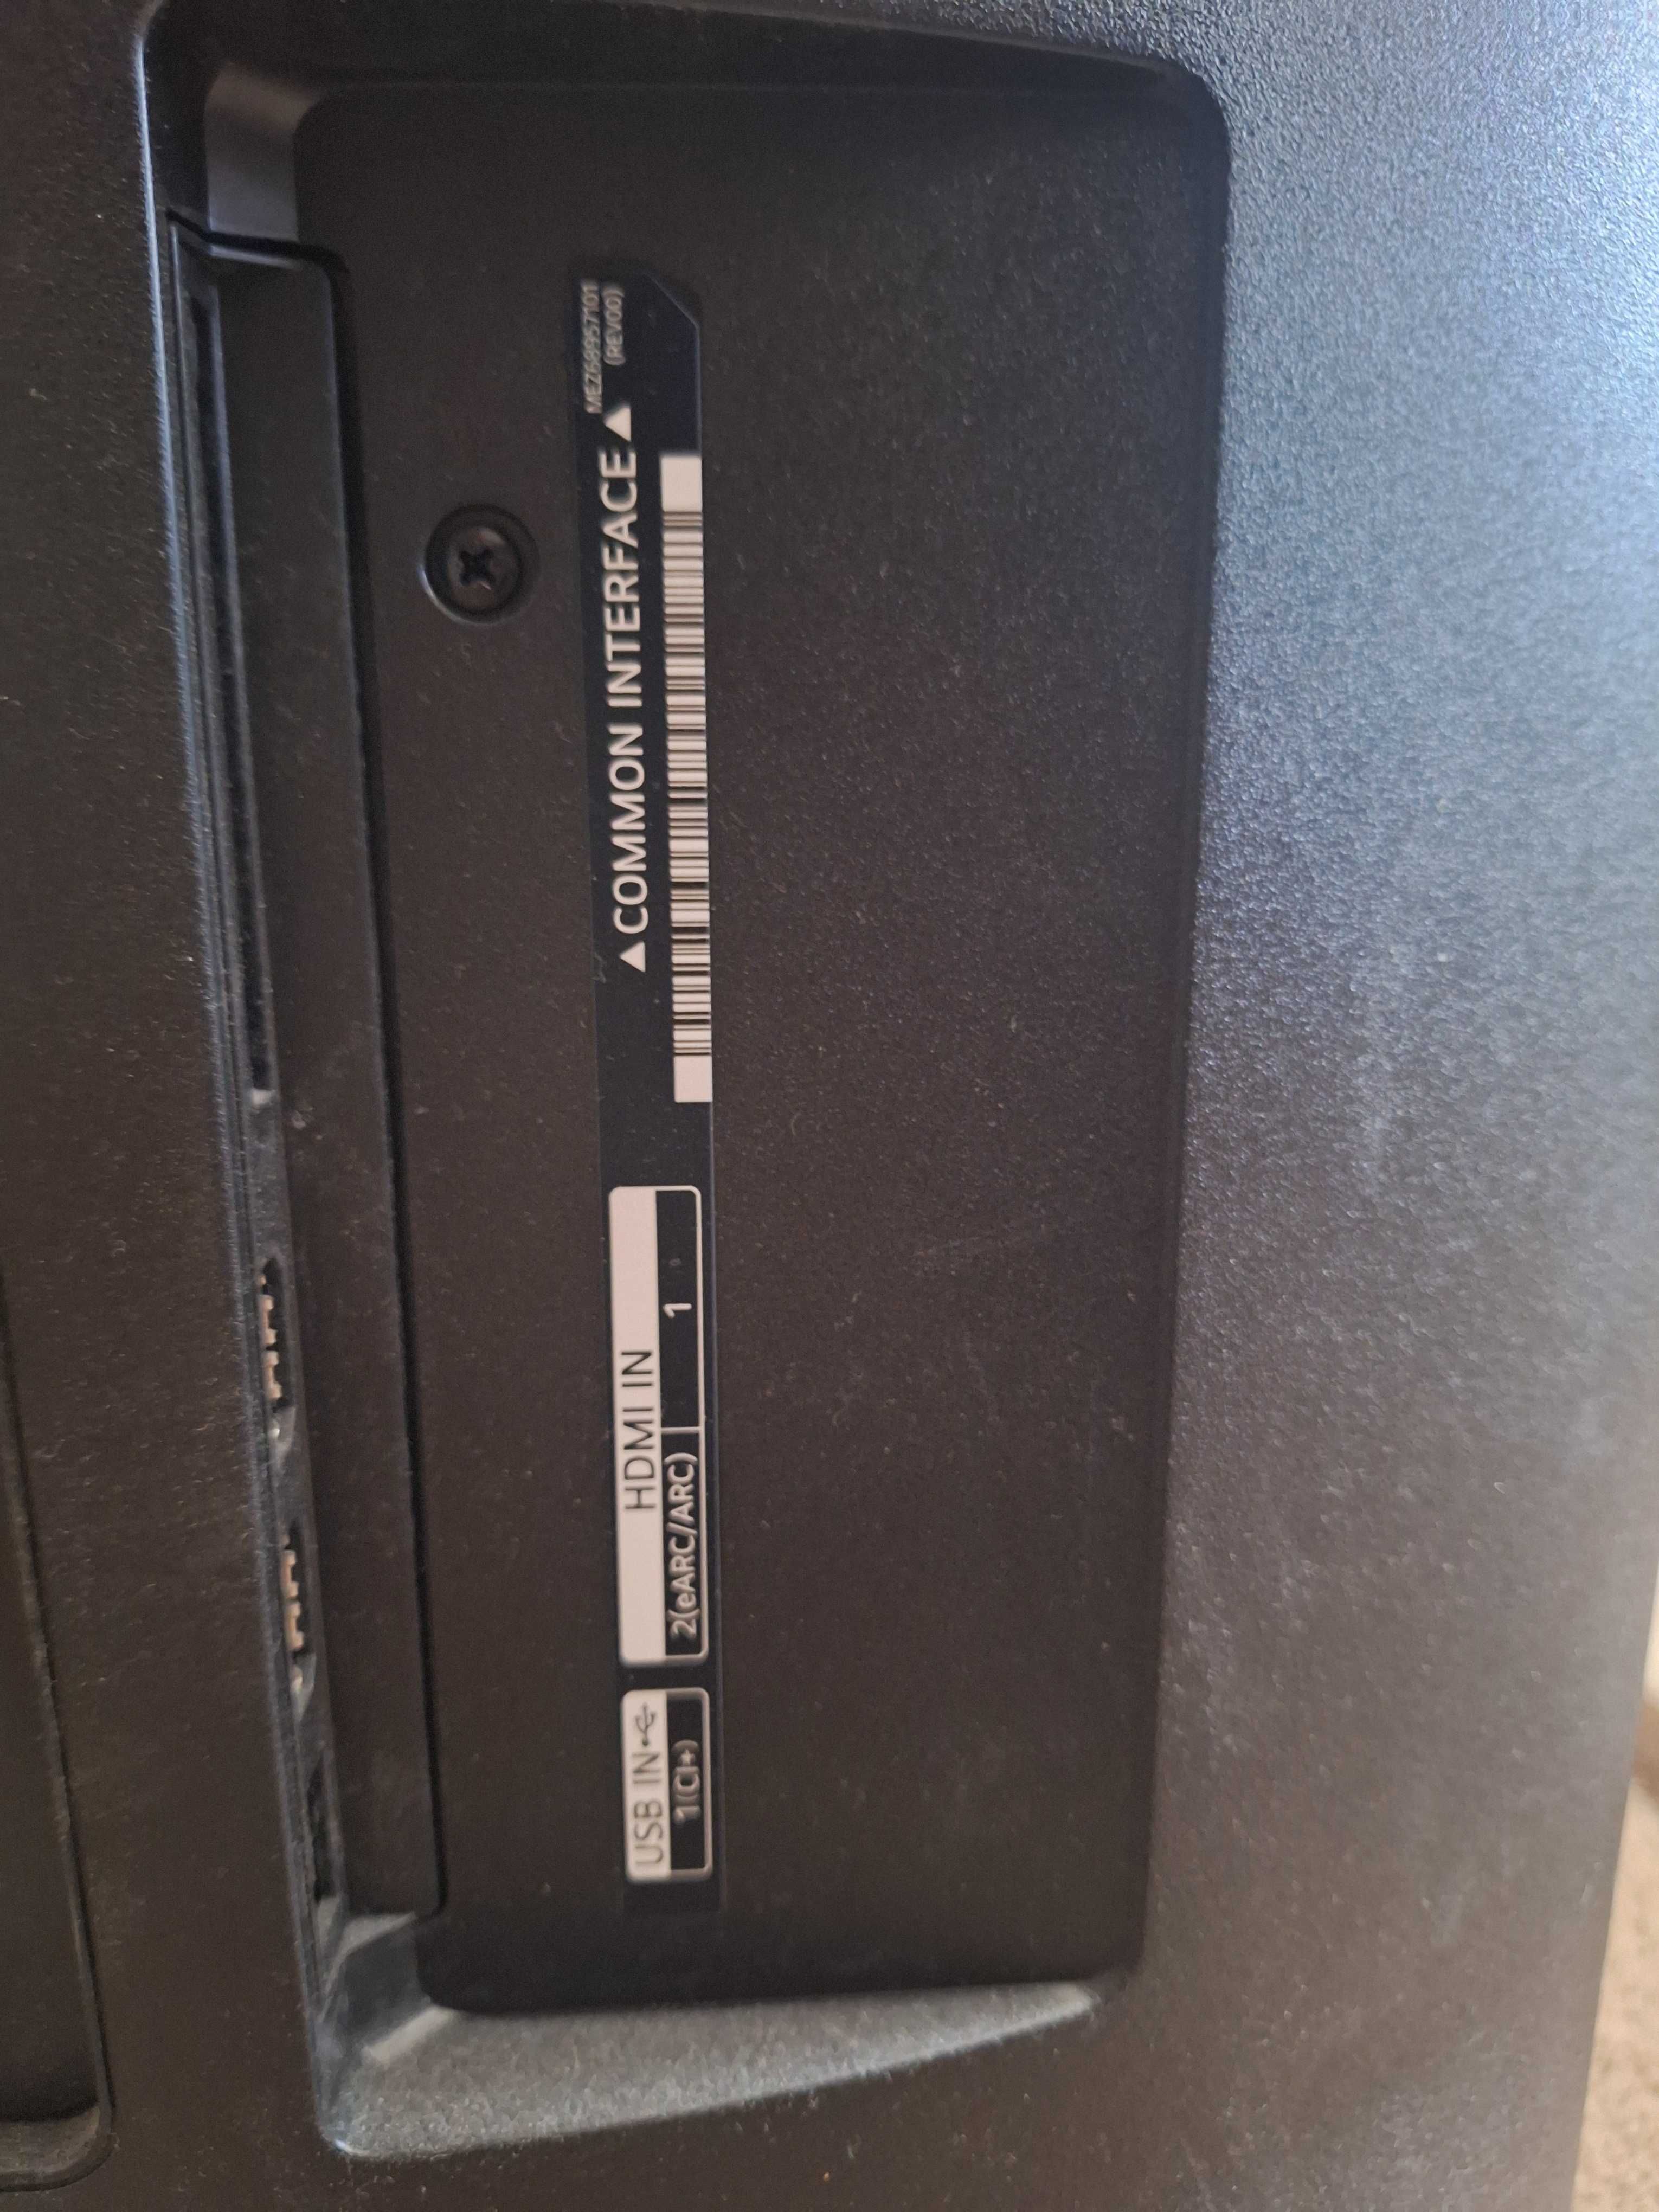 USB IN
1(CI+)
HDMI IN
2(eARC/ARC)
1
▲COMMON INTERFACE▲
MEZ68957101
(REV00)